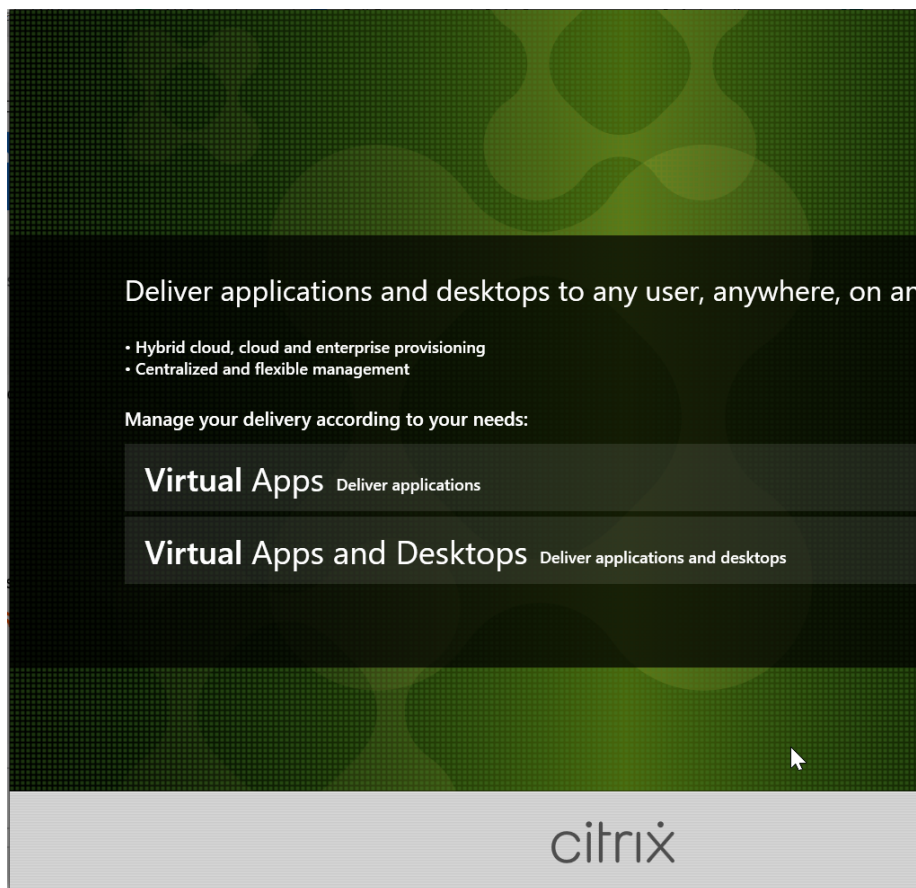 Deliver applications and desktops to any user, anywhere, on an
• Hybrid cloud, cloud and enterprise provisioning
• Centralized and flexible management
Manage your delivery according to your needs:
Virtual Apps Deliver applications
Virtual Apps and Desktops Deliver applications and desktops
citrix